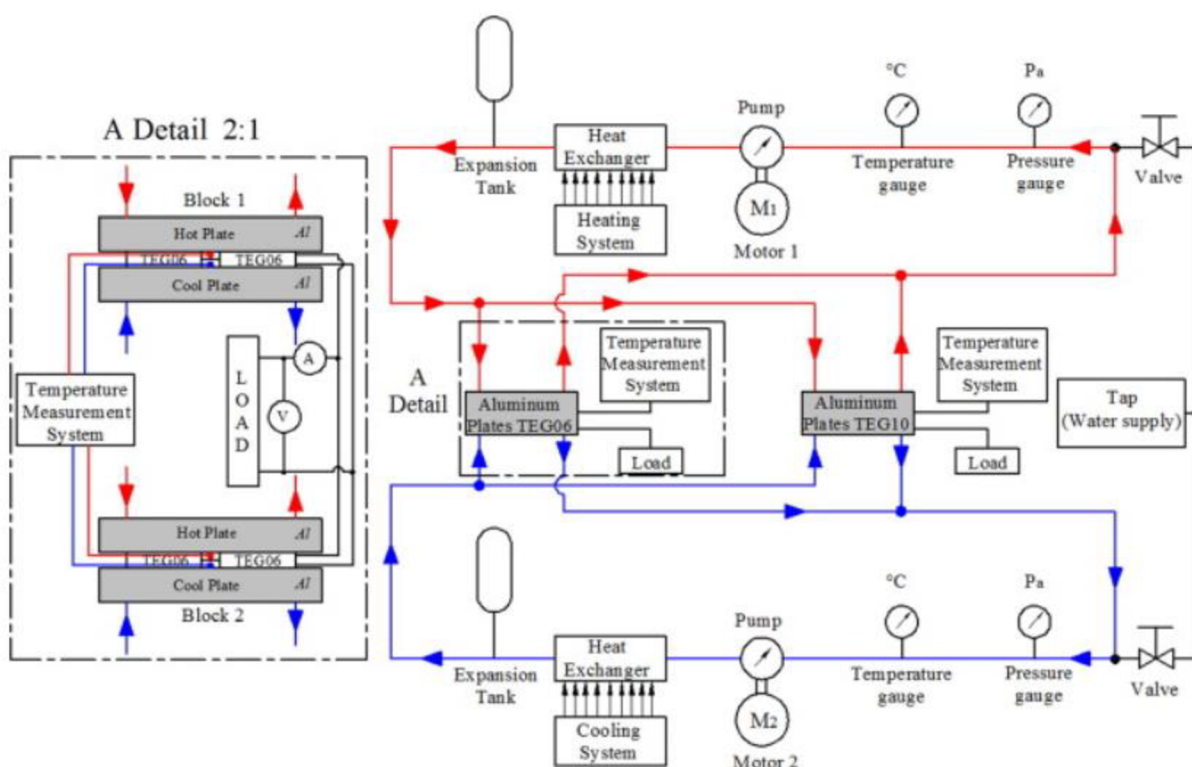 A Detail 2:1
Block 1
Hot Plate
Al
TEG06
TEG06
Cool Plate
Al
Temperature
Measurement
System
L
O
A
D
A
V
Hot Plate
Al
TEG06
TEG06
Cool Plate
Al
Block 2
Expansion
Tank
Heat
Exchanger
Heating
System
Pump
M1
Motor 1
°C
Temperature
gauge
Pa
Pressure
gauge
Valve
A
Detail
Aluminum
Plates TEG06
Temperature
Measurement
System
Load
Aluminum
Plates TEG10
Temperature
Measurement
System
Load
Tap
(Water supply)
Expansion
Tank
Heat
Exchanger
Cooling
System
Pump
M2
Motor 2
°C
Temperature
gauge
Pa
Pressure
gauge
Valve